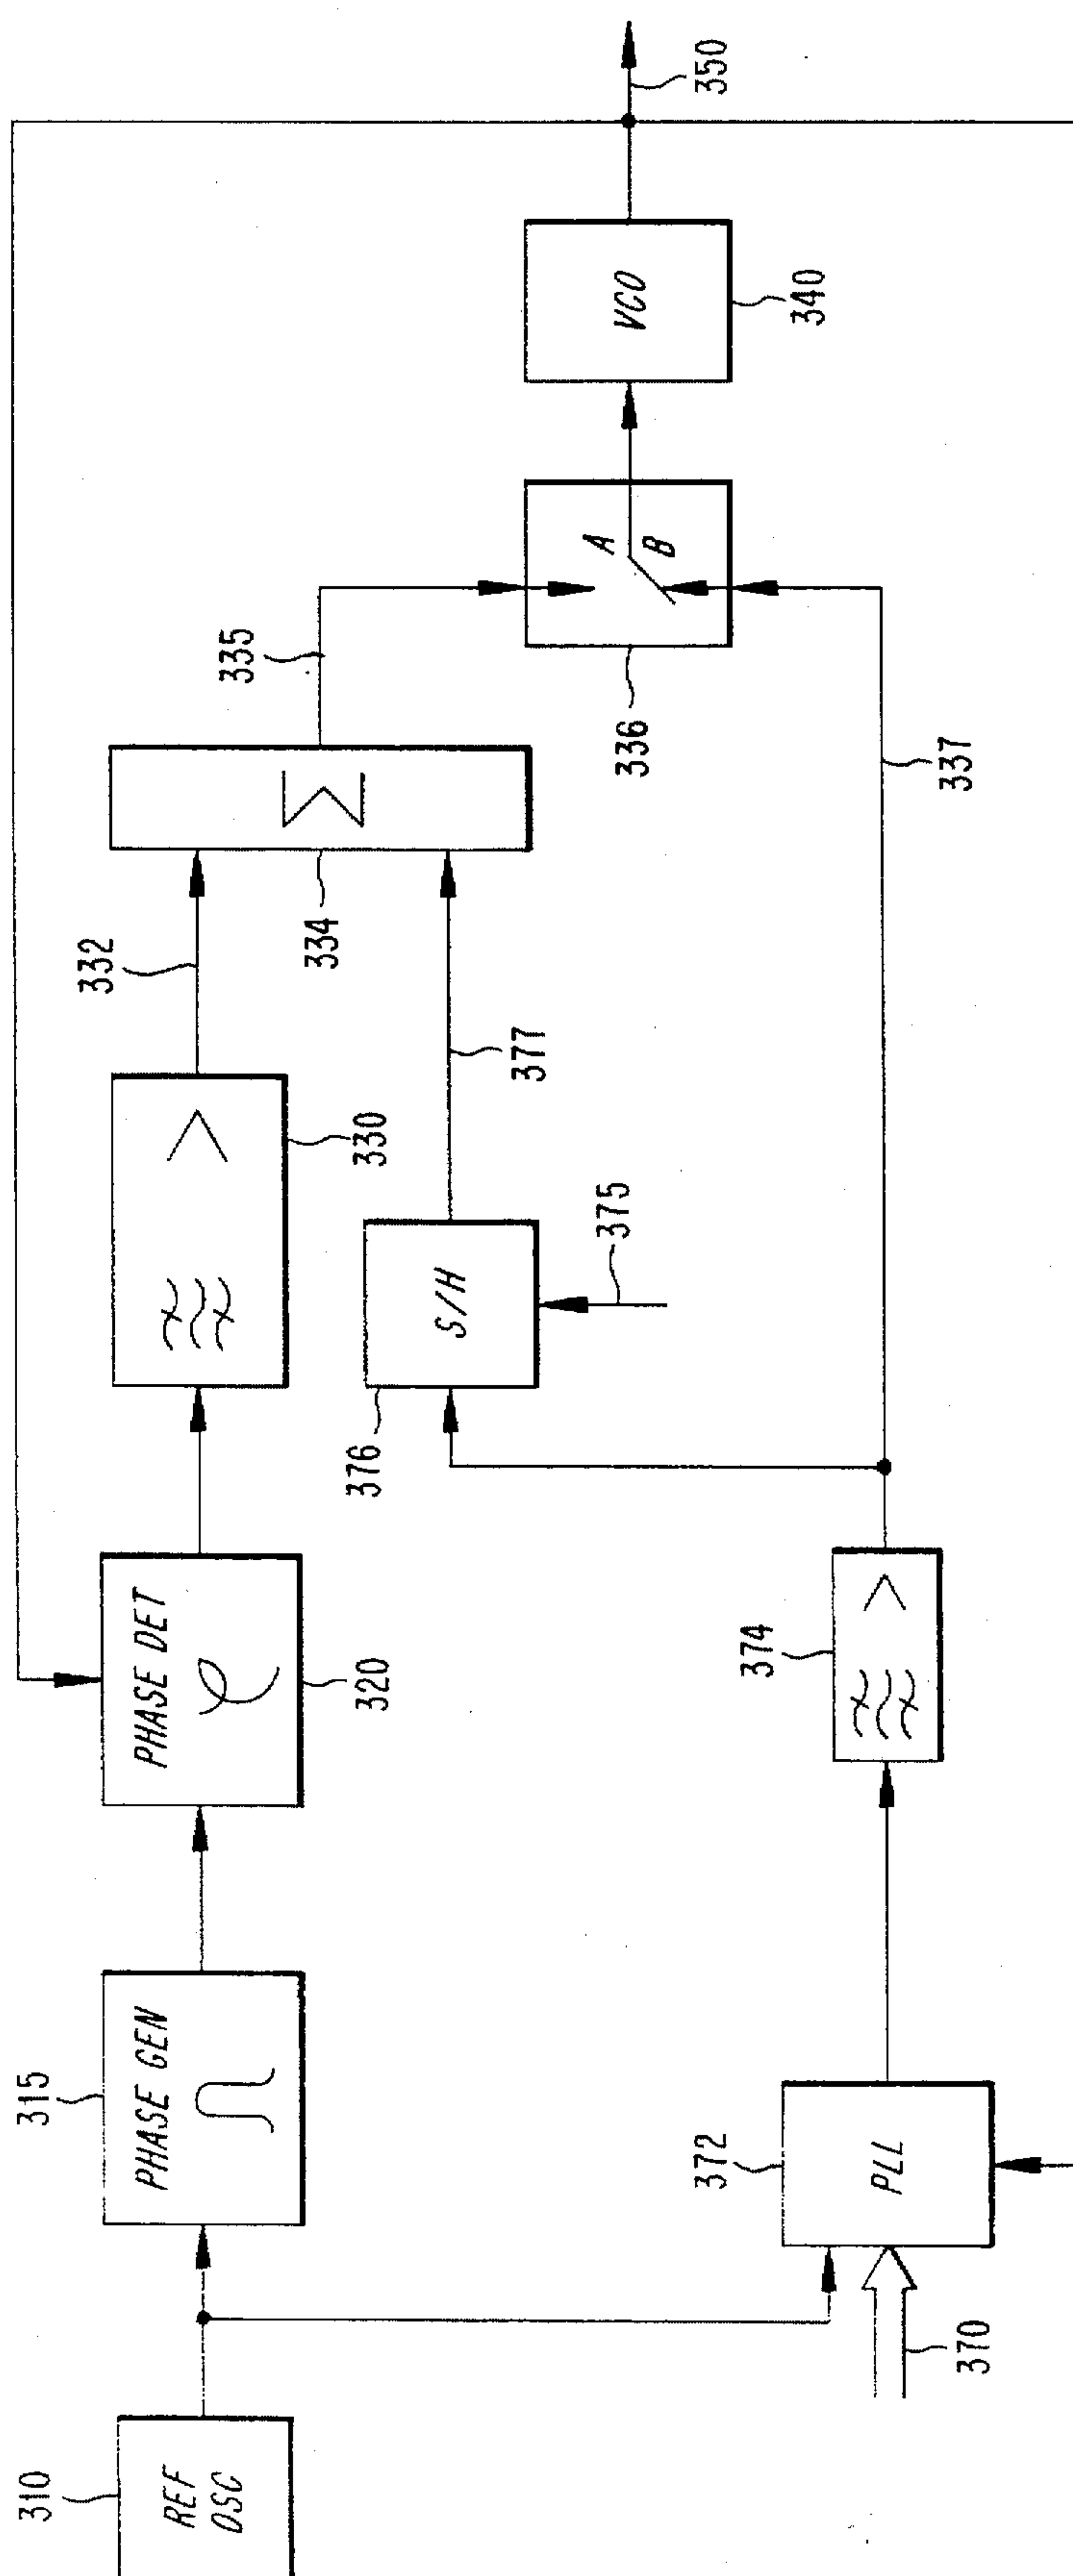 310
REF
OSC
315
PHASE GEN
PHASE DET
320
330
332
Σ
334
335
S/H
376
375
377
A
B
336
VCO
340
350
370
372
PLL
374
337